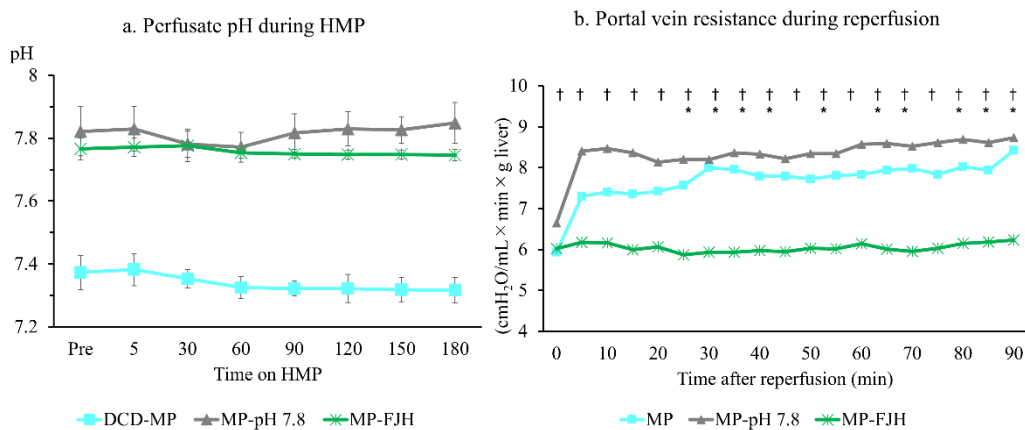 a. Perfusate pH during HMP
pH
8
7.8
7.6
7.4
7.2
Pre 5 30 60 90 120 150 180
Time on HMP
DCD-MP MP-pH 7.8 MP-FJH
b. Portal vein resistance during reperfusion
(cmH₂O/mL × min × g liver)
10
9
8
7
6
5
4
† † † † † † † † † † † † † † † † † †
* * * * * * * * * *
0 10 20 30 40 50 60 70 80 90
Time after reperfusion (min)
MP MP-pH 7.8 MP-FJH